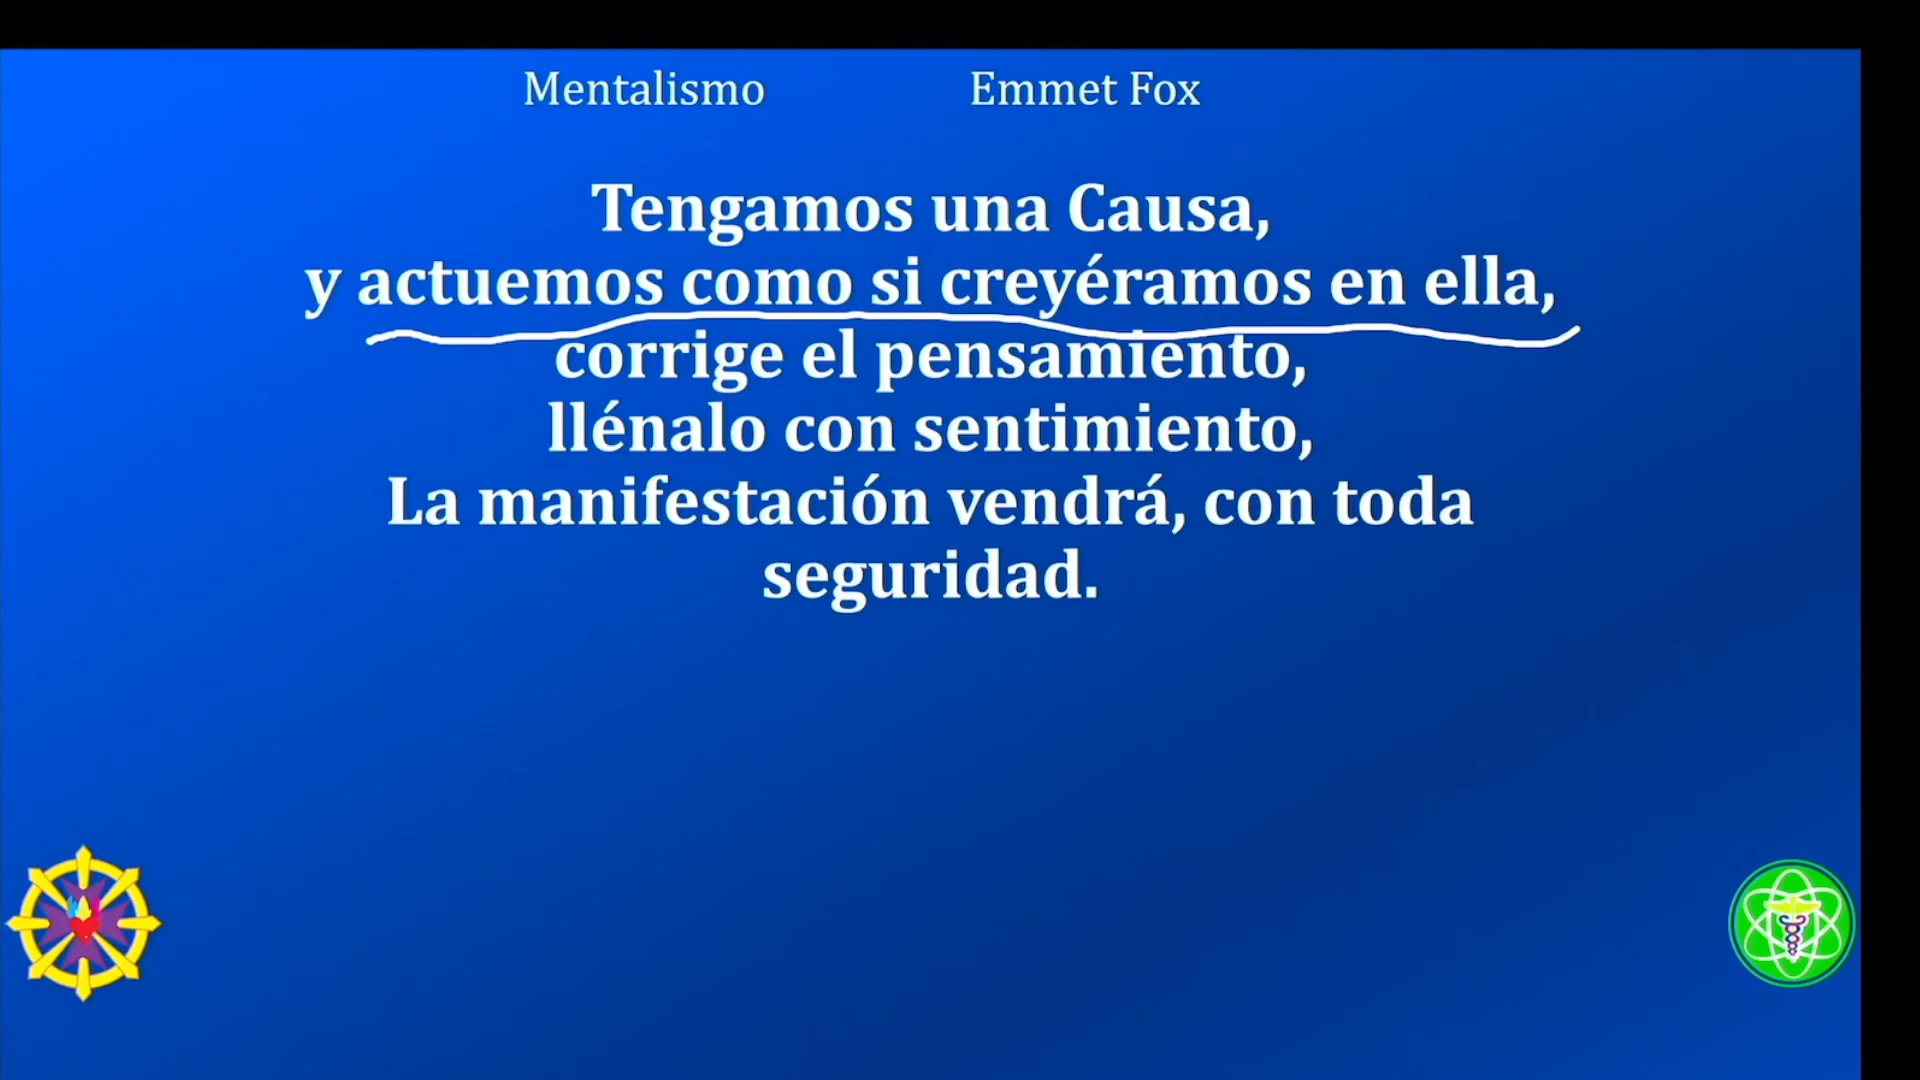 Mentalismo Emmet Fox
Tengamos una Causa,
y actuemos como si creyéramos en ella,
corrige el pensamiento,
llénalo con sentimiento,
La manifestación vendrá, con toda
seguridad.